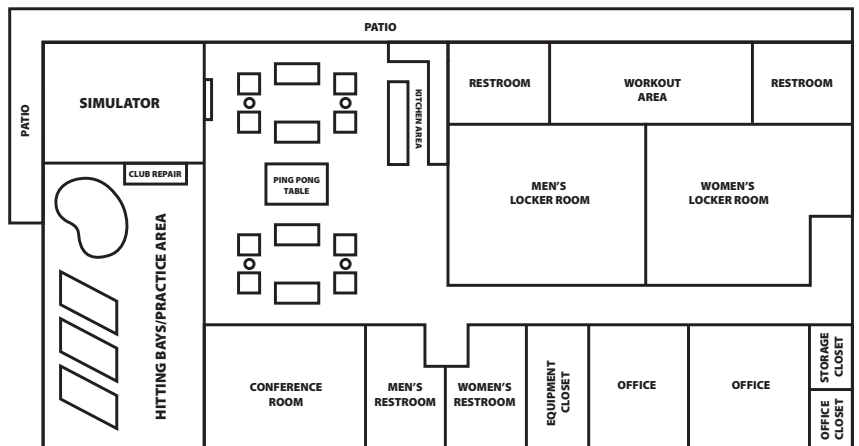 PATIO
PATIO
SIMULATOR
KITCHEN AREA
RESTROOM
WORKOUT
AREA
RESTROOM
CLUB REPAIR
PING PONG
TABLE
MEN'S
LOCKER ROOM
WOMEN'S
LOCKER ROOM
HITTING BAYS/PRACTICE AREA
CONFERENCE
ROOM
MEN'S
RESTROOM
WOMEN'S
RESTROOM
EQUIPMENT
CLOSET
OFFICE
OFFICE
STORAGE
CLOSET
OFFICE
CLOSET